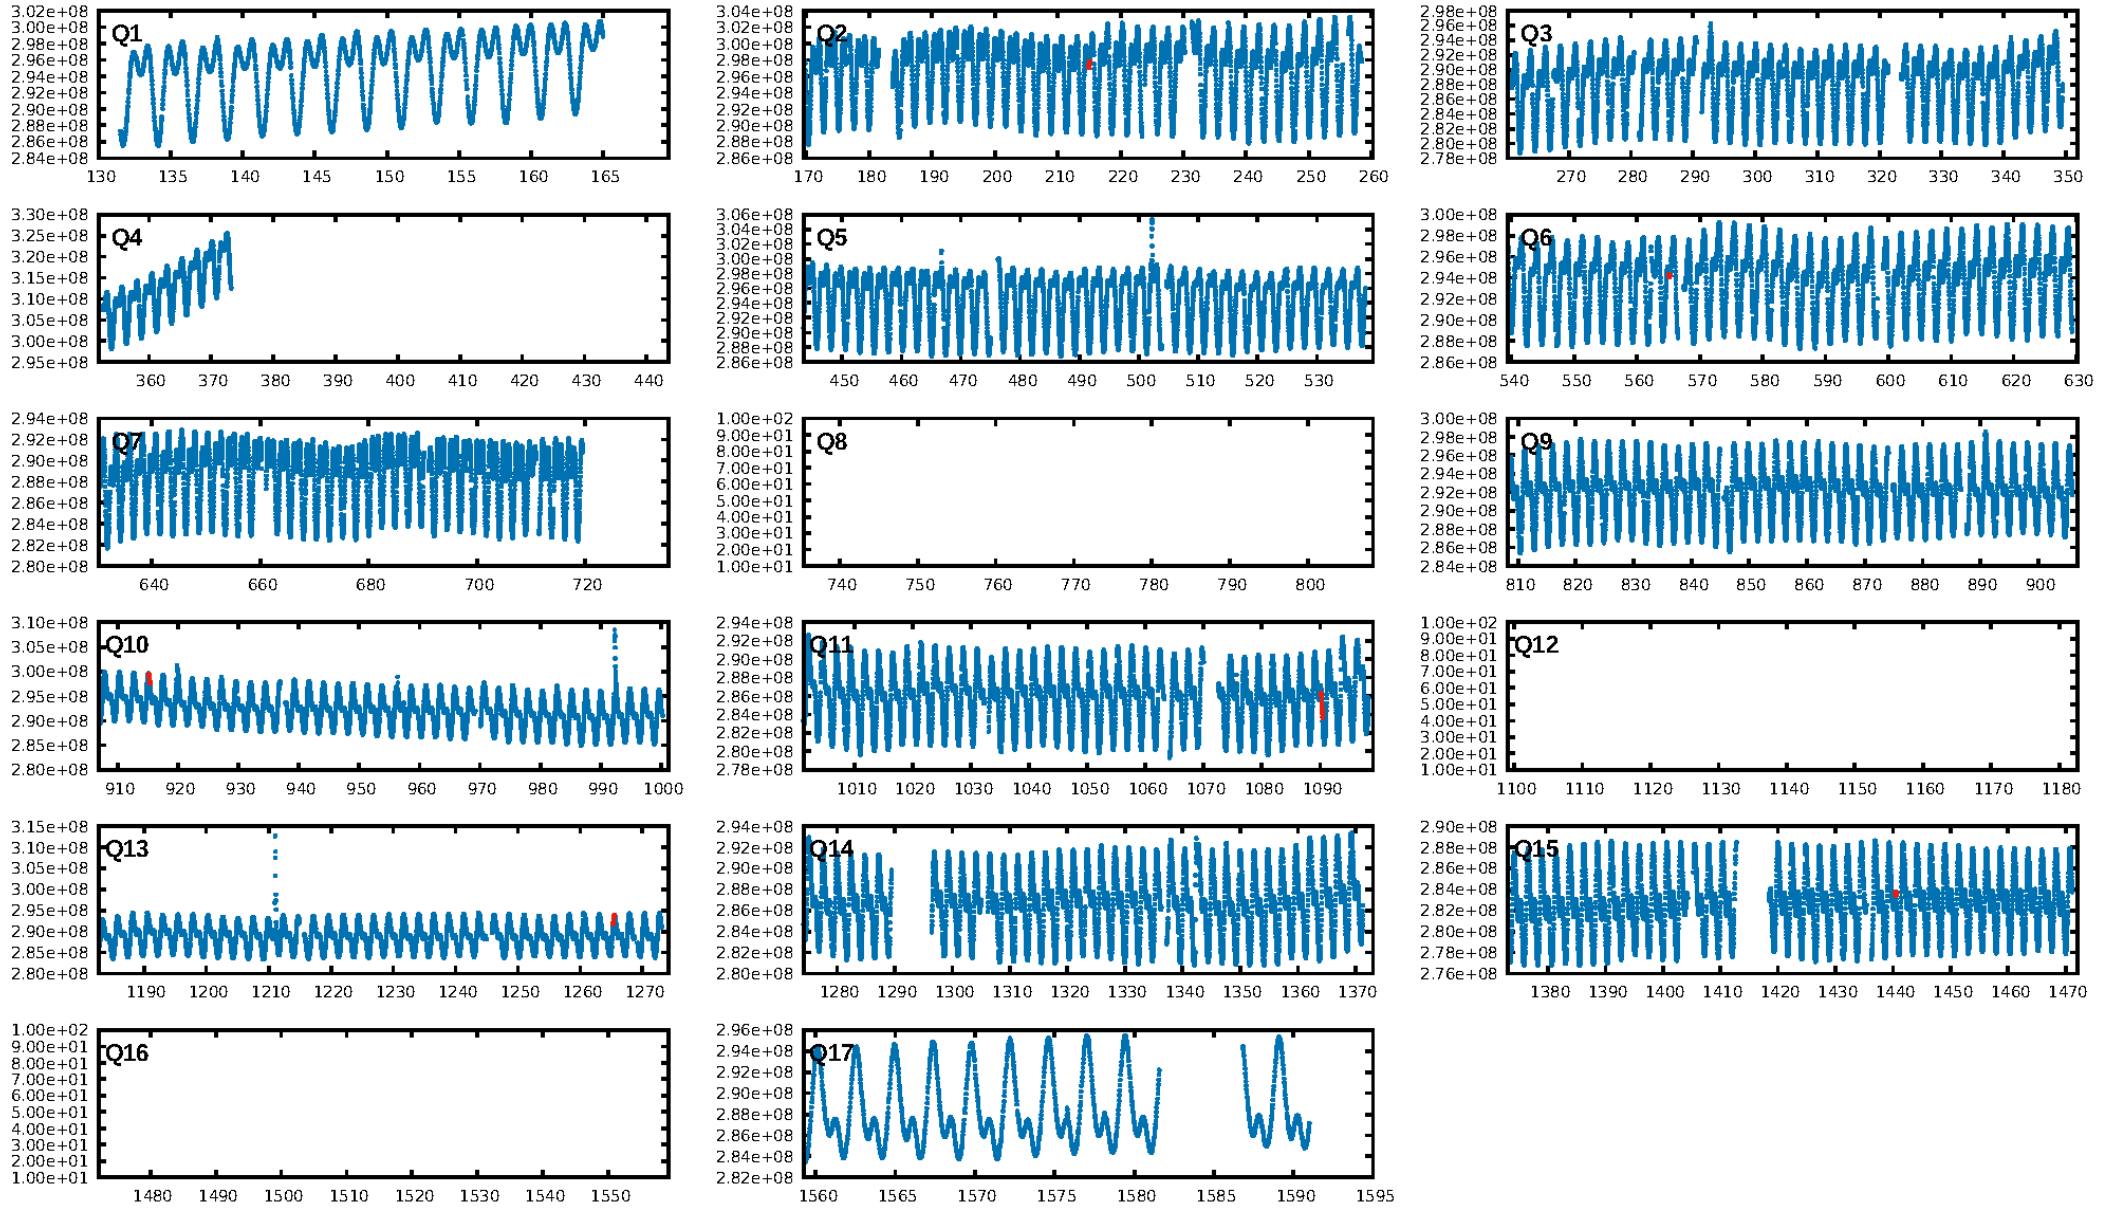 3.02e+08
3.00e+08
2.98e+08
2.96e+08
2.94e+08
2.92e+08
2.90e+08
2.88e+08
2.86e+08
2.84e+08
Q1
130 135 140 145 150 155 160 165
3.04e+08
3.02e+08
3.00e+08
2.98e+08
2.96e+08
2.94e+08
2.92e+08
2.90e+08
2.88e+08
2.86e+08
Q2
170 180 190 200 210 220 230 240 250 260
2.98e+08
2.96e+08
2.94e+08
2.92e+08
2.90e+08
2.88e+08
2.86e+08
2.84e+08
2.82e+08
2.80e+08
2.78e+08
Q3
270 280 290 300 310 320 330 340 350
3.30e+08
3.25e+08
3.20e+08
3.15e+08
3.10e+08
3.05e+08
3.00e+08
2.95e+08
Q4
360 370 380 390 400 410 420 430 440
3.06e+08
3.04e+08
3.02e+08
3.00e+08
2.98e+08
2.96e+08
2.94e+08
2.92e+08
2.90e+08
2.88e+08
2.86e+08
Q5
450 460 470 480 490 500 510 520 530
3.00e+08
2.98e+08
2.96e+08
2.94e+08
2.92e+08
2.90e+08
2.88e+08
2.86e+08
Q6
540 550 560 570 580 590 600 610 620 630
2.94e+08
2.92e+08
2.90e+08
2.88e+08
2.86e+08
2.84e+08
2.82e+08
2.80e+08
Q7
640 660 680 700 720
1.00e+02
9.00e+01
8.00e+01
7.00e+01
6.00e+01
5.00e+01
4.00e+01
3.00e+01
2.00e+01
1.00e+01
Q8
740 750 760 770 780 790 800
3.00e+08
2.98e+08
2.96e+08
2.94e+08
2.92e+08
2.90e+08
2.88e+08
2.86e+08
2.84e+08
Q9
810 820 830 840 850 860 870 880 890 900
3.10e+08
3.05e+08
3.00e+08
2.95e+08
2.90e+08
2.85e+08
2.80e+08
Q10
910 920 930 940 950 960 970 980 990 1000
2.94e+08
2.92e+08
2.90e+08
2.88e+08
2.86e+08
2.84e+08
2.82e+08
2.80e+08
2.78e+08
Q11
1010 1020 1030 1040 1050 1060 1070 1080 1090
1.00e+02
9.00e+01
8.00e+01
7.00e+01
6.00e+01
5.00e+01
4.00e+01
3.00e+01
2.00e+01
1.00e+01
Q12
1100 1110 1120 1130 1140 1150 1160 1170 1180
3.15e+08
3.10e+08
3.05e+08
3.00e+08
2.95e+08
2.90e+08
2.85e+08
2.80e+08
Q13
1190 1200 1210 1220 1230 1240 1250 1260 1270
2.94e+08
2.92e+08
2.90e+08
2.88e+08
2.86e+08
2.84e+08
2.82e+08
2.80e+08
Q14
1280 1290 1300 1310 1320 1330 1340 1350 1360 1370
2.90e+08
2.88e+08
2.86e+08
2.84e+08
2.82e+08
2.80e+08
2.78e+08
2.76e+08
Q15
1380 1390 1400 1410 1420 1430 1440 1450 1460 1470
1.00e+02
9.00e+01
8.00e+01
7.00e+01
6.00e+01
5.00e+01
4.00e+01
3.00e+01
2.00e+01
1.00e+01
Q16
1480 1490 1500 1510 1520 1530 1540 1550
2.96e+08
2.94e+08
2.92e+08
2.90e+08
2.88e+08
2.86e+08
2.84e+08
2.82e+08
Q17
1560 1565 1570 1575 1580 1585 1590 1595